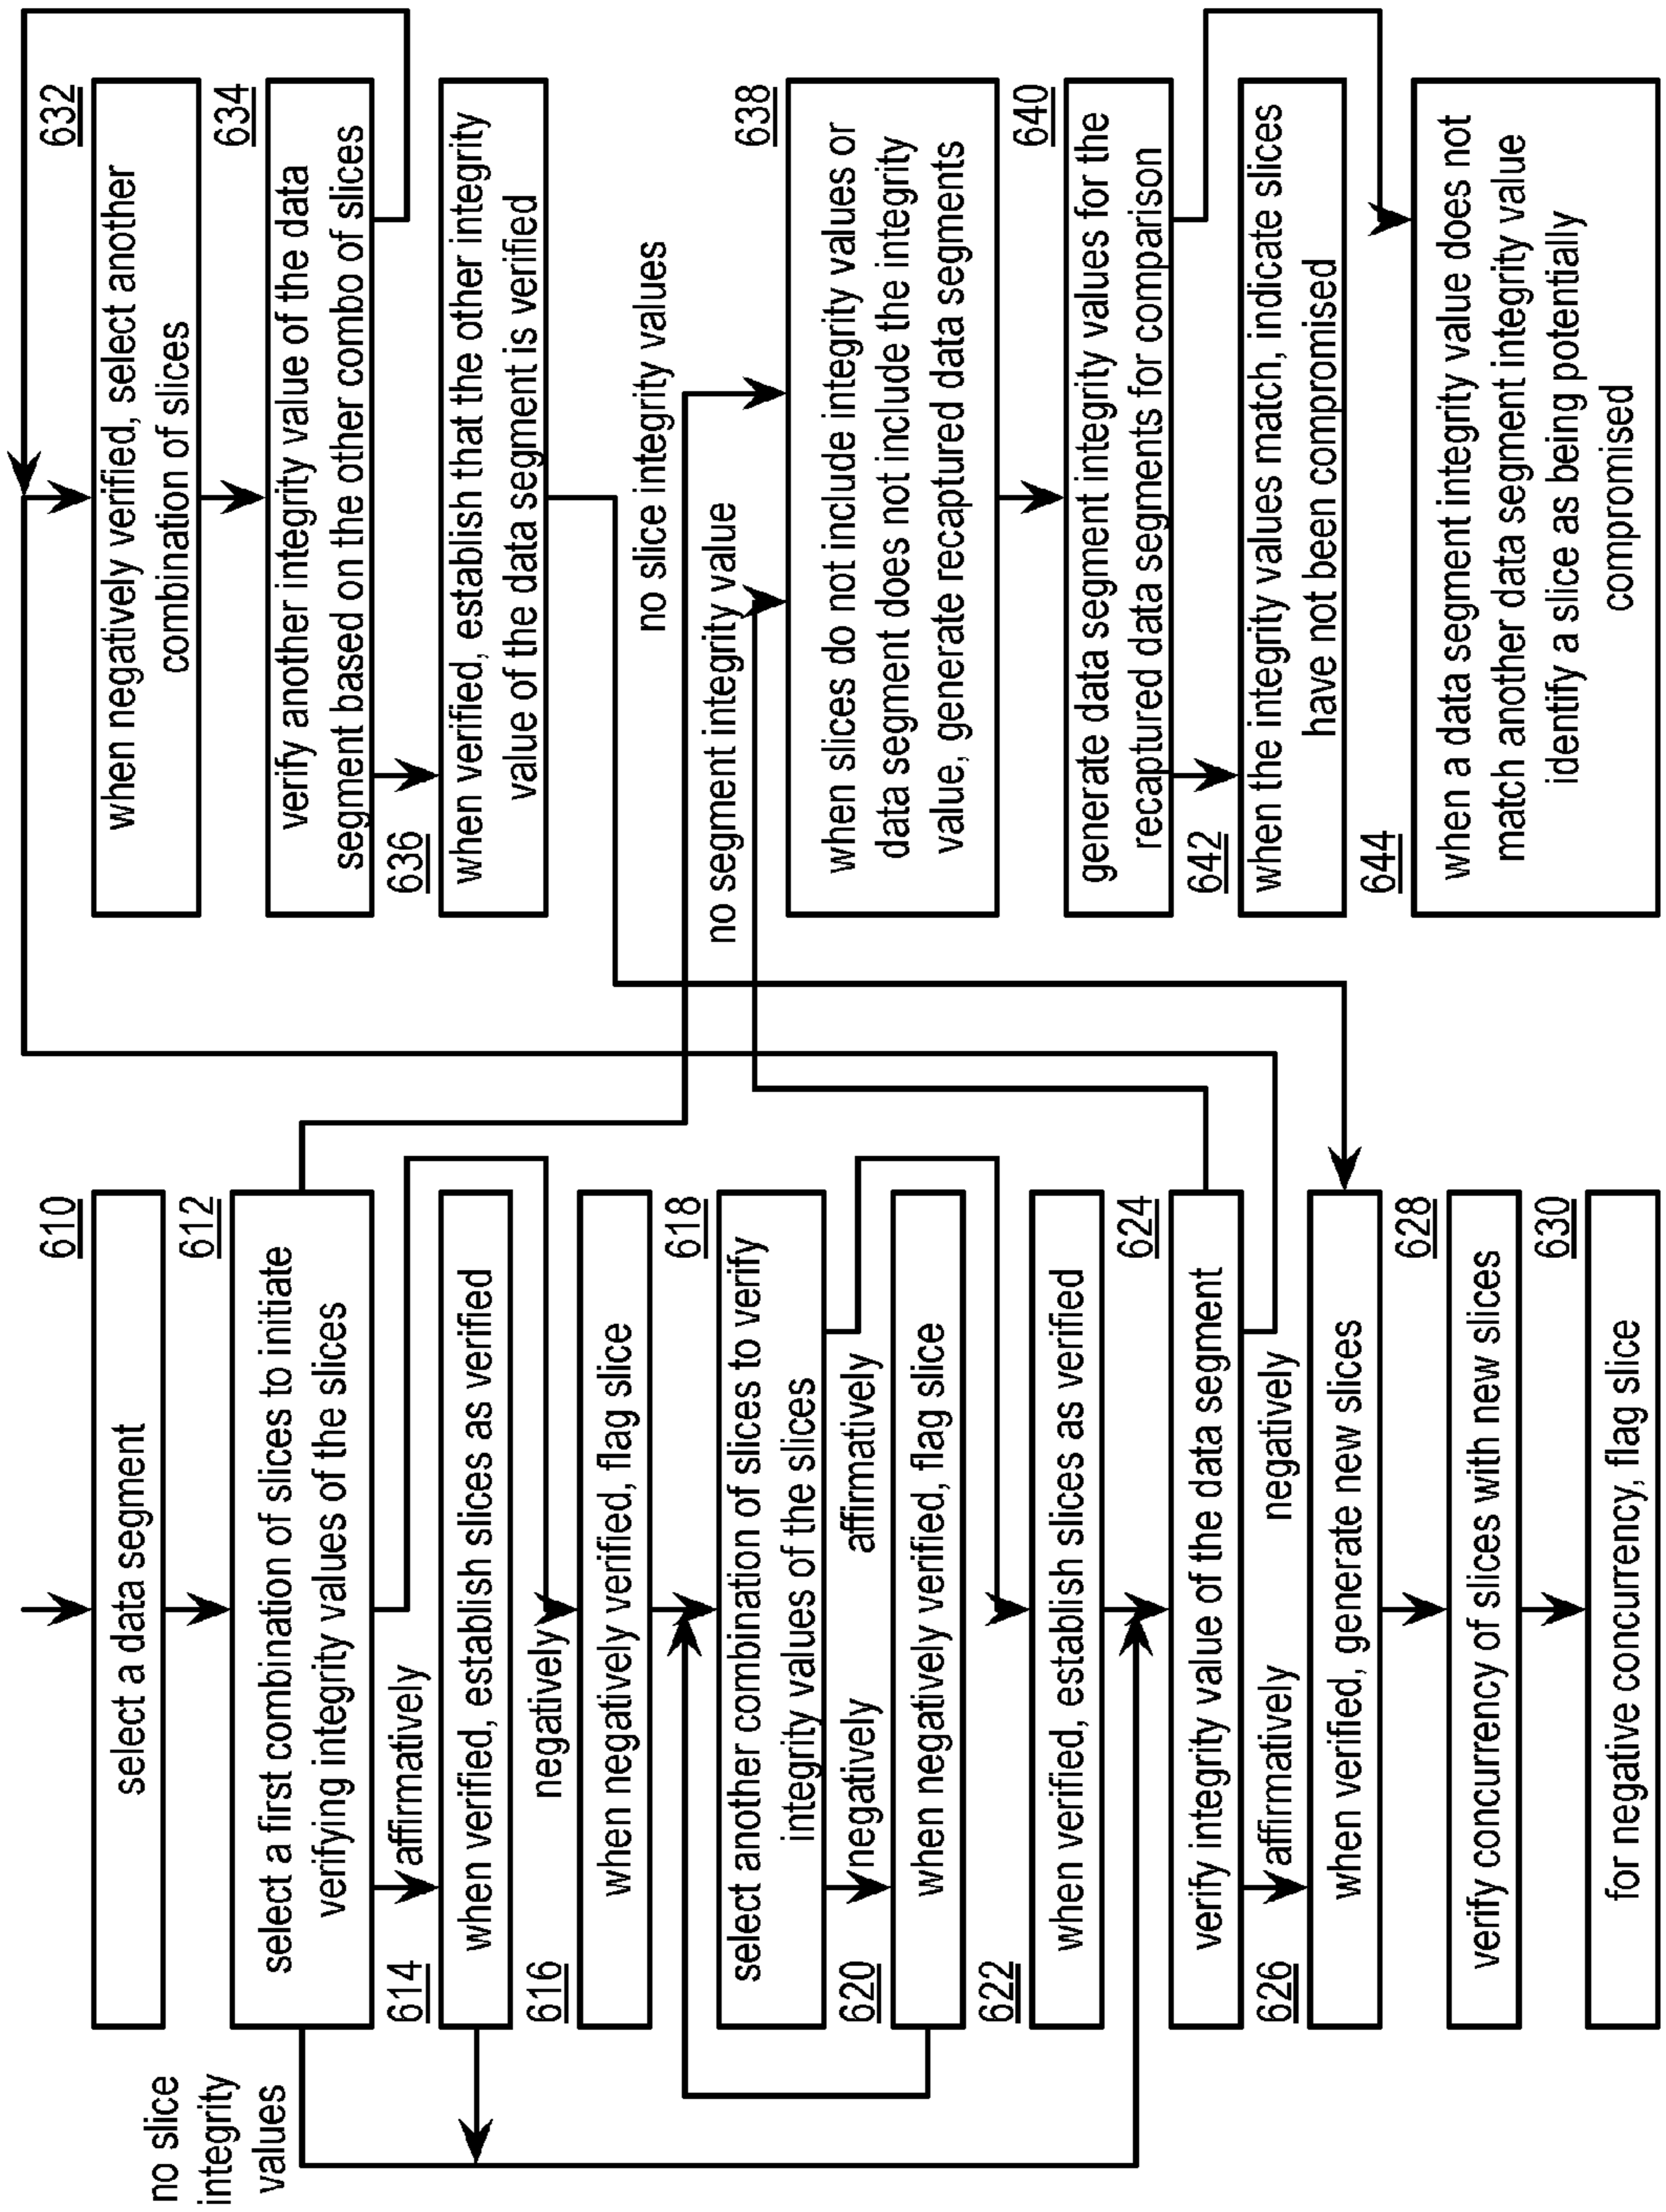 610
select a data segment
612
select a first combination of slices to initiate
verifying integrity values of the slices
no slice
integrity
values
614
affirmatively
when verified, establish slices as verified
616
negatively
when negatively verified, flag slice
618
select another combination of slices to verify
integrity values of the slices
620
negatively
affirmatively
when negatively verified, flag slice
622
when verified, establish slices as verified
624
verify integrity value of the data segment
626
affirmatively
negatively
when verified, generate new slices
628
verify concurrency of slices with new slices
630
for negative concurrency, flag slice
632
when negatively verified, select another
combination of slices
634
verify another integrity value of the data
segment based on the other combo of slices
636
when verified, establish that the other integrity
value of the data segment is verified
no slice integrity values
no segment integrity value
638
when slices do not include integrity values or
data segment does not include the integrity
value, generate recaptured data segments
640
generate data segment integrity values for the
recaptured data segments for comparison
642
when the integrity values match, indicate slices
have not been compromised
644
when a data segment integrity value does not
match another data segment integrity value
identify a slice as being potentially
compromised